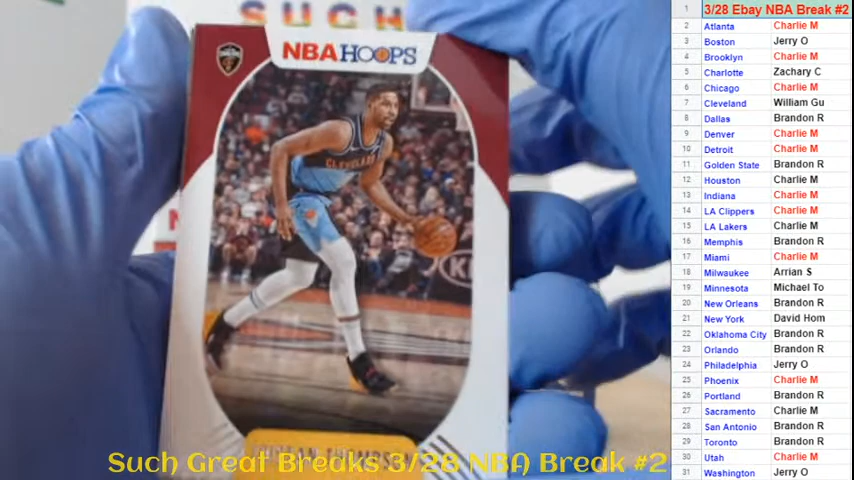 SUCH
NBA HOOPS
CLEVELAND
KIA
Such Great Breaks 3/28 NBA Break #2
1 3/28 Ebay NBA Break #2
2 Atlanta Charlie M
3 Boston Jerry O
4 Brooklyn Charlie M
5 Charlotte Zachary C
6 Chicago Charlie M
7 Cleveland William Gu
8 Dallas Brandon R
9 Denver Charlie M
10 Detroit Charlie M
11 Golden State Brandon R
12 Houston Charlie M
13 Indiana Charlie M
14 LA Clippers Charlie M
15 LA Lakers Charlie M
16 Memphis Brandon R
17 Miami Charlie M
18 Milwaukee Arrian S
19 Minnesota Michael To
20 New Orleans Brandon R
21 New York David Hom
22 Oklahoma City Brandon R
23 Orlando Brandon R
24 Philadelphia Jerry O
25 Phoenix Charlie M
26 Portland Brandon R
27 Sacramento Charlie M
28 San Antonio Brandon R
29 Toronto Brandon R
30 Utah Charlie M
31 Washington Jerry O